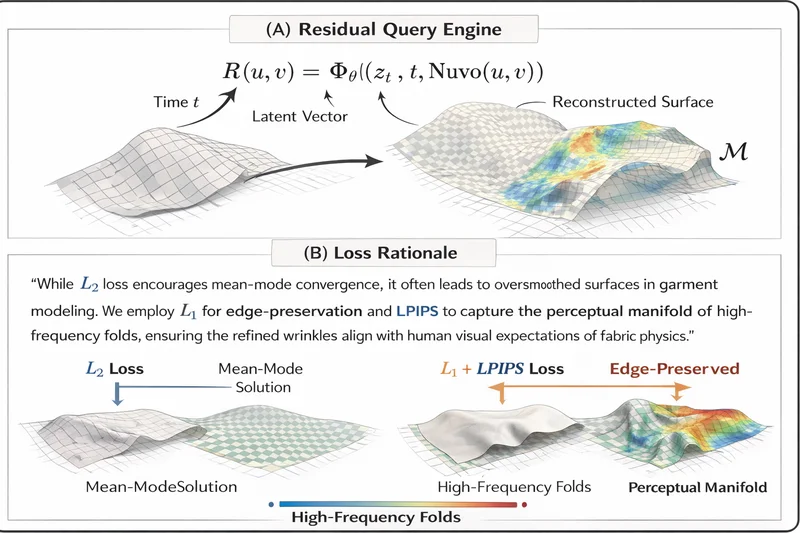 (A) Residual Query Engine
R(u, v) = Φθ((zt , t, Nuvo(u, v))
Time t
Latent Vector
Reconstructed Surface
M
(B) Loss Rationale
“While L2 loss encourages mean-mode convergence, it often leads to oversmoothed surfaces in garment
modeling. We employ L1 for edge-preservation and LPIPS to capture the perceptual manifold of high-
frequency folds, ensuring the refined wrinkles align with human visual expectations of fabric physics.”
L2 Loss
Mean-Mode
Solution
L1 + LPIPS Loss
Edge-Preserved
Mean-ModeSolution
High-Frequency Folds
Perceptual Manifold
High-Frequency Folds